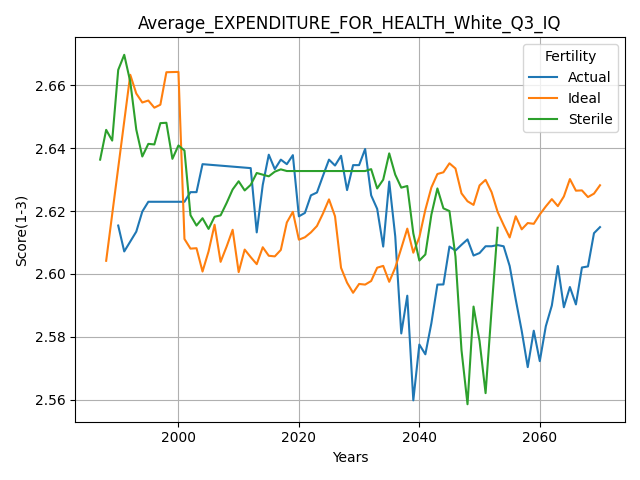 Average_EXPENDITURE_FOR_HEALTH_White_Q3_IQ
Fertility
Actual
Ideal
Sterile
Score(1-3)
2.66
2.64
2.62
2.60
2.58
2.56
2000 2020 2040 2060
Years